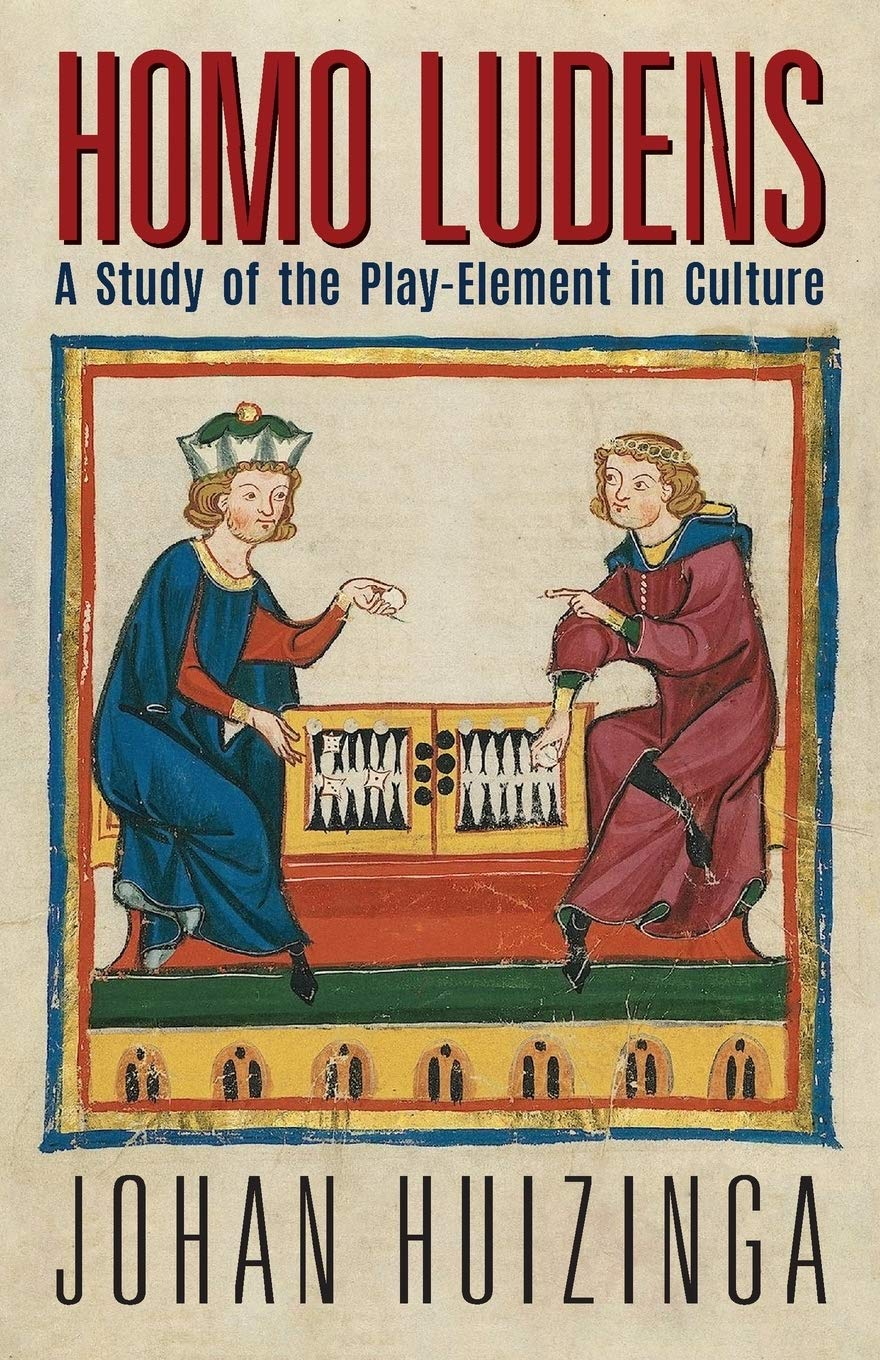 HOMO LUDENS
A Study of the Play-Element in Culture
JOHAN HUIZINGA